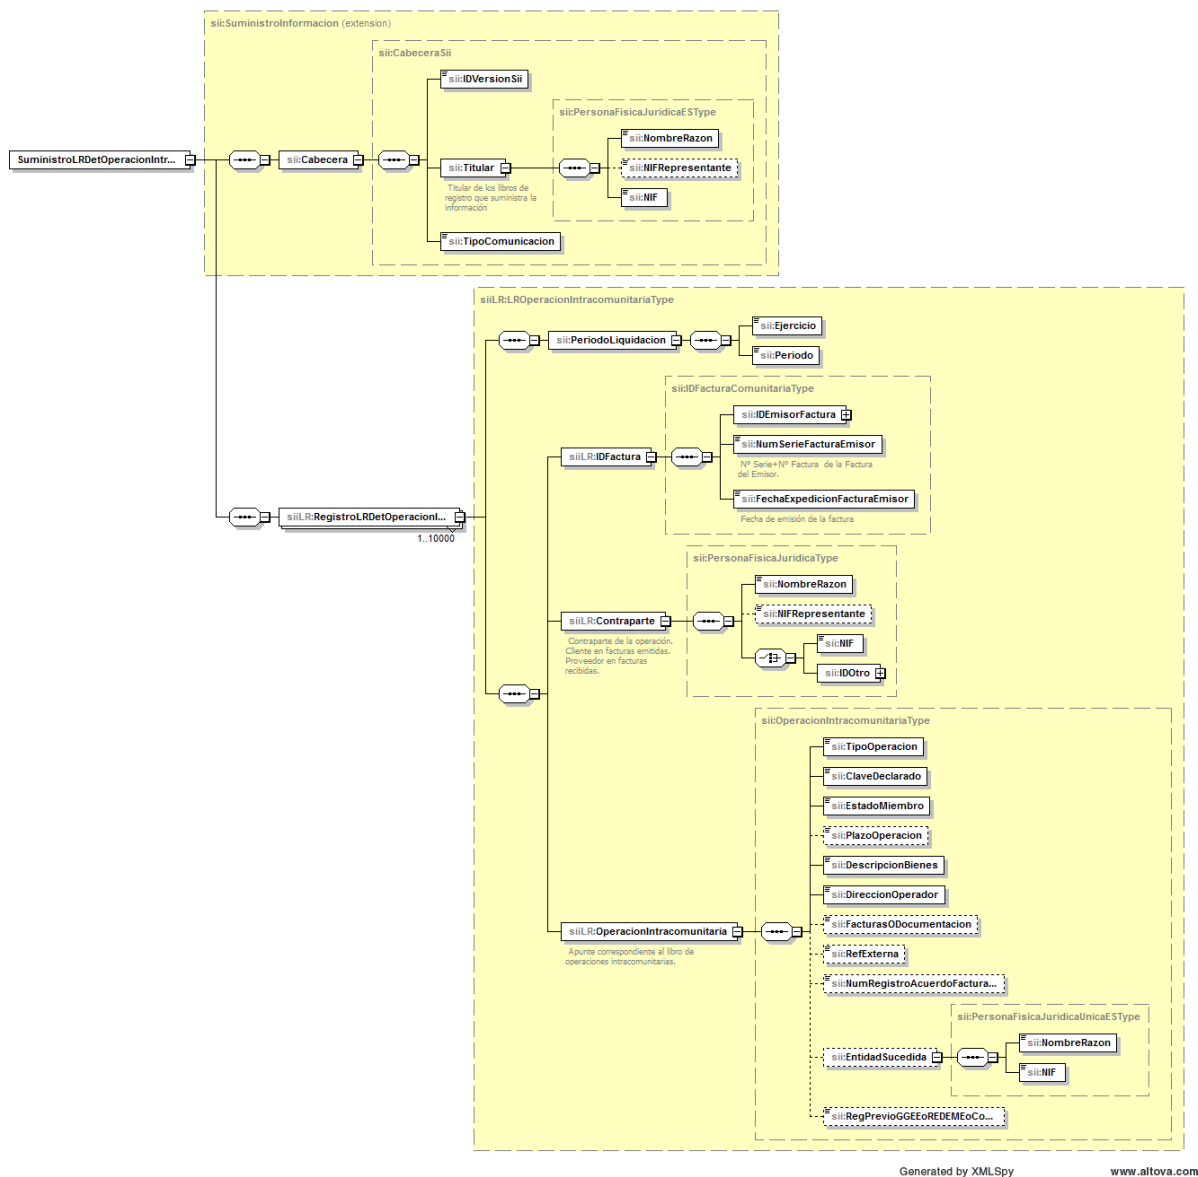 sii:SuministroInformacion (extension)
sii:CabeceraSii
sii:IDVersionSii
sii:PersonaFisicaJuridicaESType
sii:NombreRazon
SuministroLRDetOperacionIntr...
sii:Cabecera
sii:Titular
sii:NIFRepresentante
Titular de los libros de
registro que suministra la
información
sii:NIF
sii:TipoComunicacion
siiLR:LROperacionIntracomunitariaType
sii:PeriodoLiquidacion
sii:Ejercicio
sii:Periodo
sii:IDFacturaComunitariaType
sii:IDEmisorFactura
siiLR:IDFactura
sii:NumSerieFacturaEmisor
Nº Serie+Nº Factura de la Factura
del Emisor.
sii:FechaExpedicionFacturaEmisor
Fecha de emisión de la factura
siiLR:RegistroLRDetOperacionI...
1..10000
sii:PersonaFisicaJuridicaType
sii:NombreRazon
siiLR:Contraparte
sii:NIFRepresentante
Contraparte de la operación.
Cliente en facturas emitidas.
Proveedor en facturas
recibidas.
sii:NIF
sii:IDOtro
sii:OperacionIntracomunitariaType
sii:TipoOperacion
sii:ClaveDeclarado
sii:EstadoMiembro
sii:PlazoOperacion
sii:DescripcionBienes
sii:DireccionOperador
siiLR:OperacionIntracomunitaria
Apunte correspondiente al libro de
operaciones intracomunitarias.
sii:FacturasODocumentacion
sii:RefExterna
sii:NumRegistroAcuerdoFactura...
sii:PersonaFisicaJuridicaUnicaESType
sii:EntidadSucedida
sii:NombreRazon
sii:NIF
sii:RegPrevioGGEEoREDEMEoCo...
Generated by XMLSpy
www.altova.com